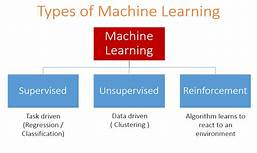 Types of Machine Learning
Machine
Learning
Supervised
Unsupervised
Reinforcement
Task driven
(Regression /
Classification)
Data driven
( Clustering )
Algorithm learns to
react to an
environment